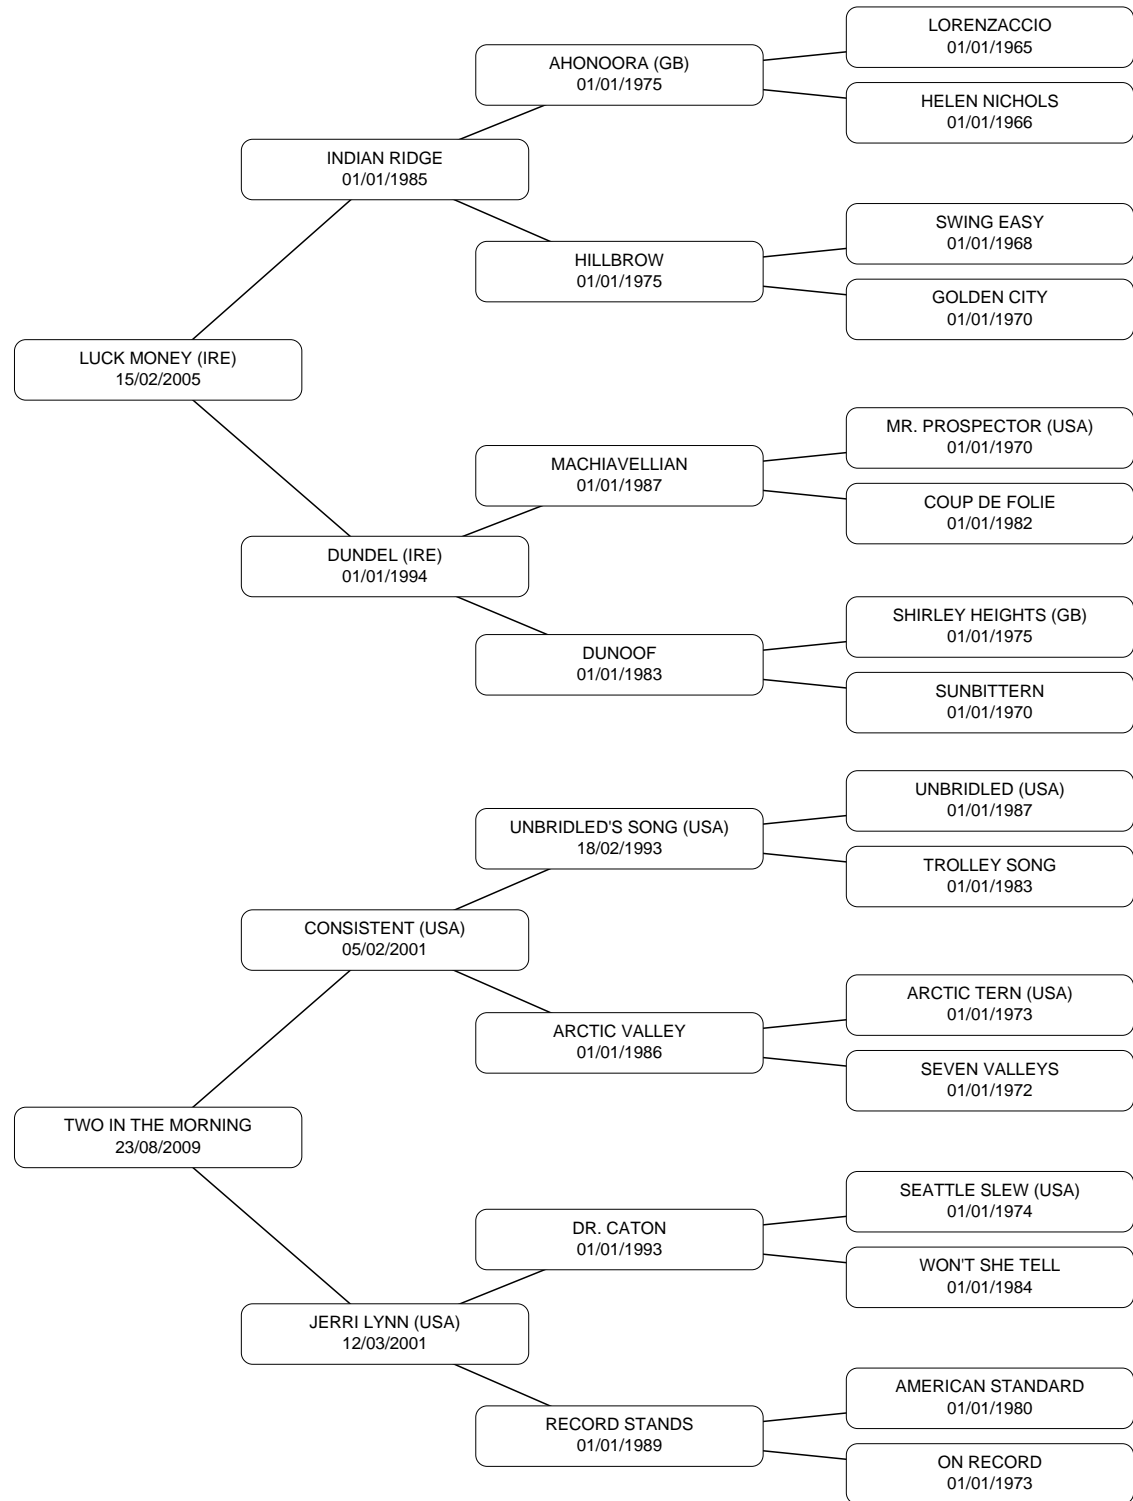 LORENZACCIO
01/01/1965
AHONOORA (GB)
01/01/1975
HELEN NICHOLS
01/01/1966
INDIAN RIDGE
01/01/1985
SWING EASY
01/01/1968
HILLBROW
01/01/1975
GOLDEN CITY
01/01/1970
LUCK MONEY (IRE)
15/02/2005
MR. PROSPECTOR (USA)
01/01/1970
MACHIAVELLIAN
01/01/1987
COUP DE FOLIE
01/01/1982
DUNDEL (IRE)
01/01/1994
SHIRLEY HEIGHTS (GB)
01/01/1975
DUNOOF
01/01/1983
SUNBITTERN
01/01/1970
UNBRIDLED (USA)
01/01/1987
UNBRIDLED'S SONG (USA)
18/02/1993
TROLLEY SONG
01/01/1983
CONSISTENT (USA)
05/02/2001
ARCTIC TERN (USA)
01/01/1973
ARCTIC VALLEY
01/01/1986
SEVEN VALLEYS
01/01/1972
TWO IN THE MORNING
23/08/2009
SEATTLE SLEW (USA)
01/01/1974
DR. CATON
01/01/1993
WON'T SHE TELL
01/01/1984
JERRI LYNN (USA)
12/03/2001
AMERICAN STANDARD
01/01/1980
RECORD STANDS
01/01/1989
ON RECORD
01/01/1973